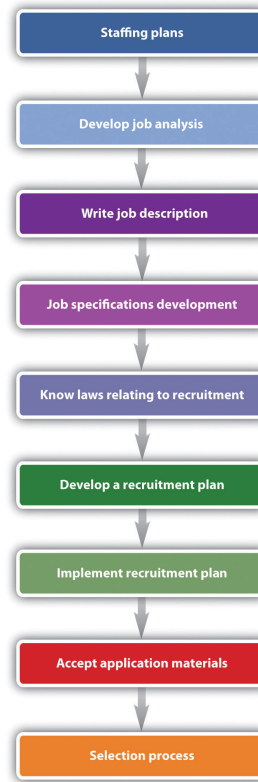 Staffing plans
Develop job analysis
Write job description
Job specifications development
Know laws relating to recruitment
Develop a recruitment plan
Implement recruitment plan
Accept application materials
Selection process